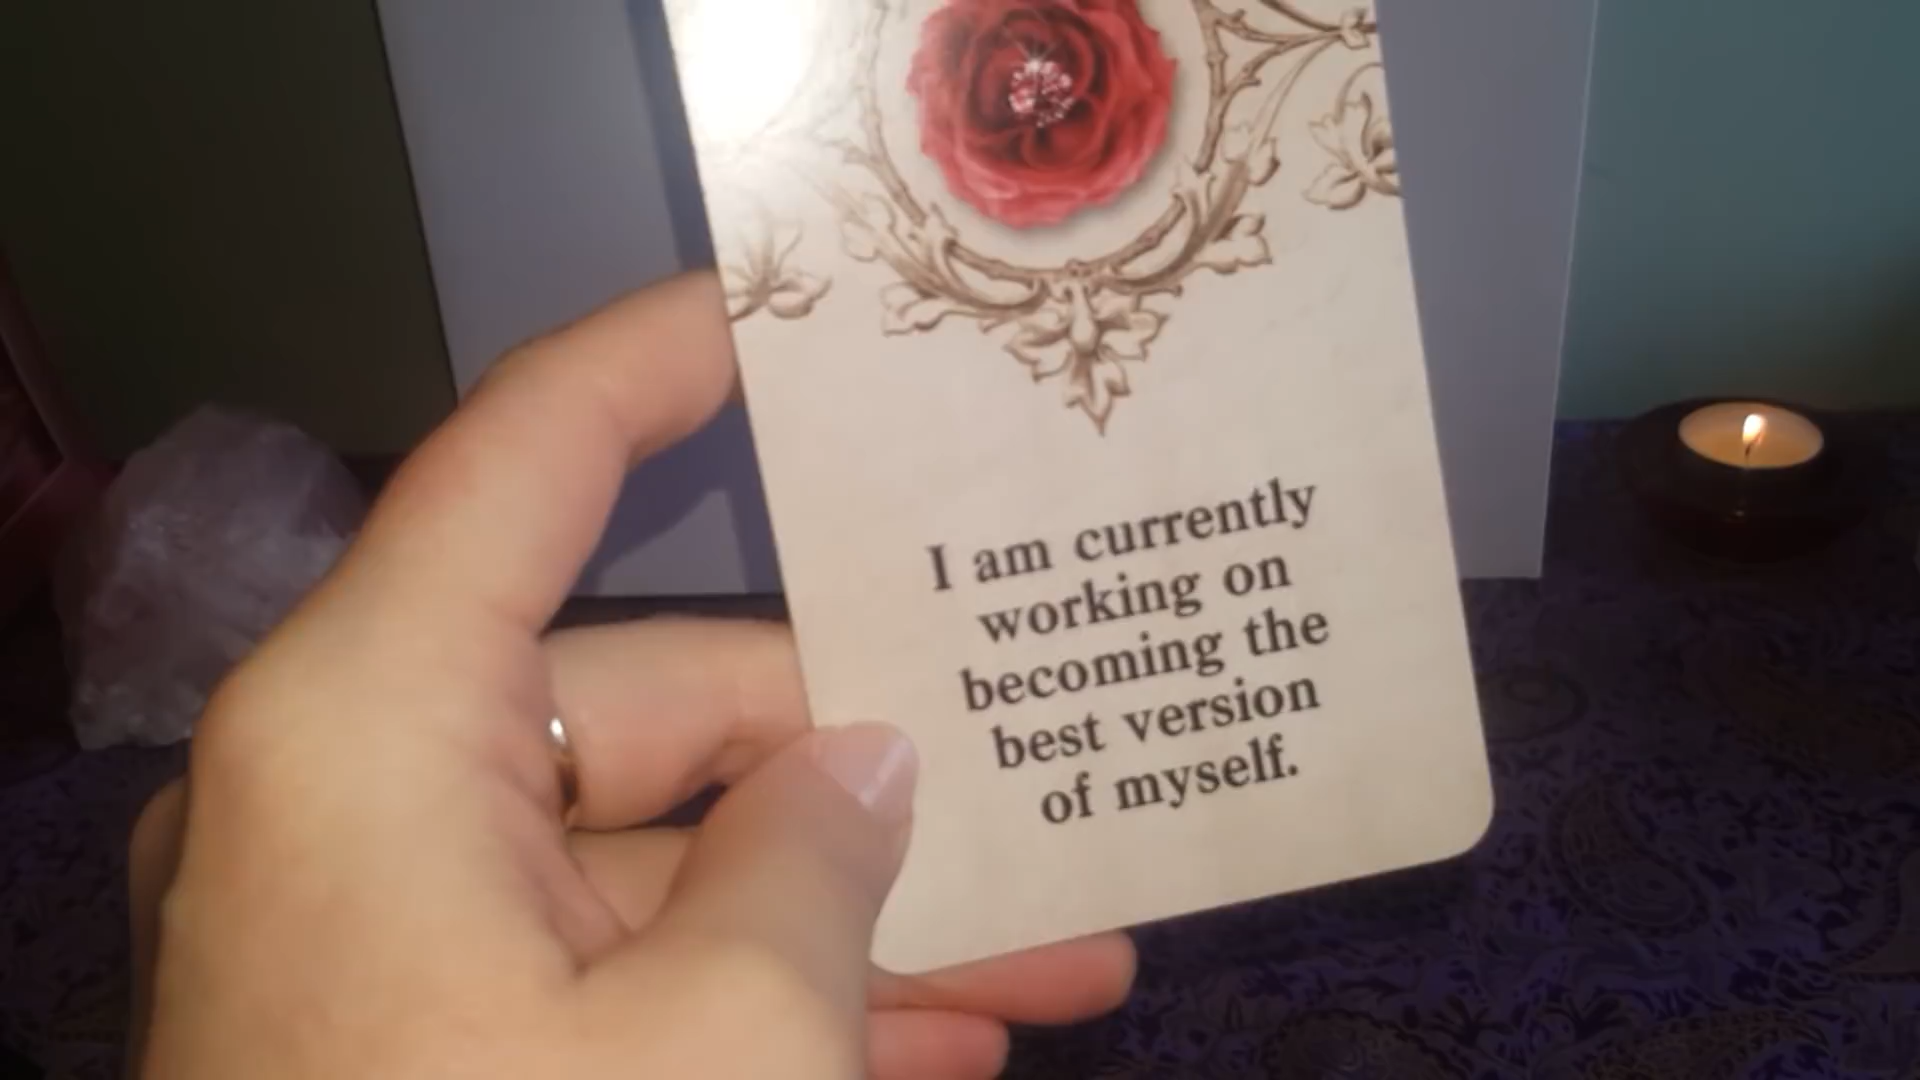 I am currently
working on
becoming the
best version
of myself.